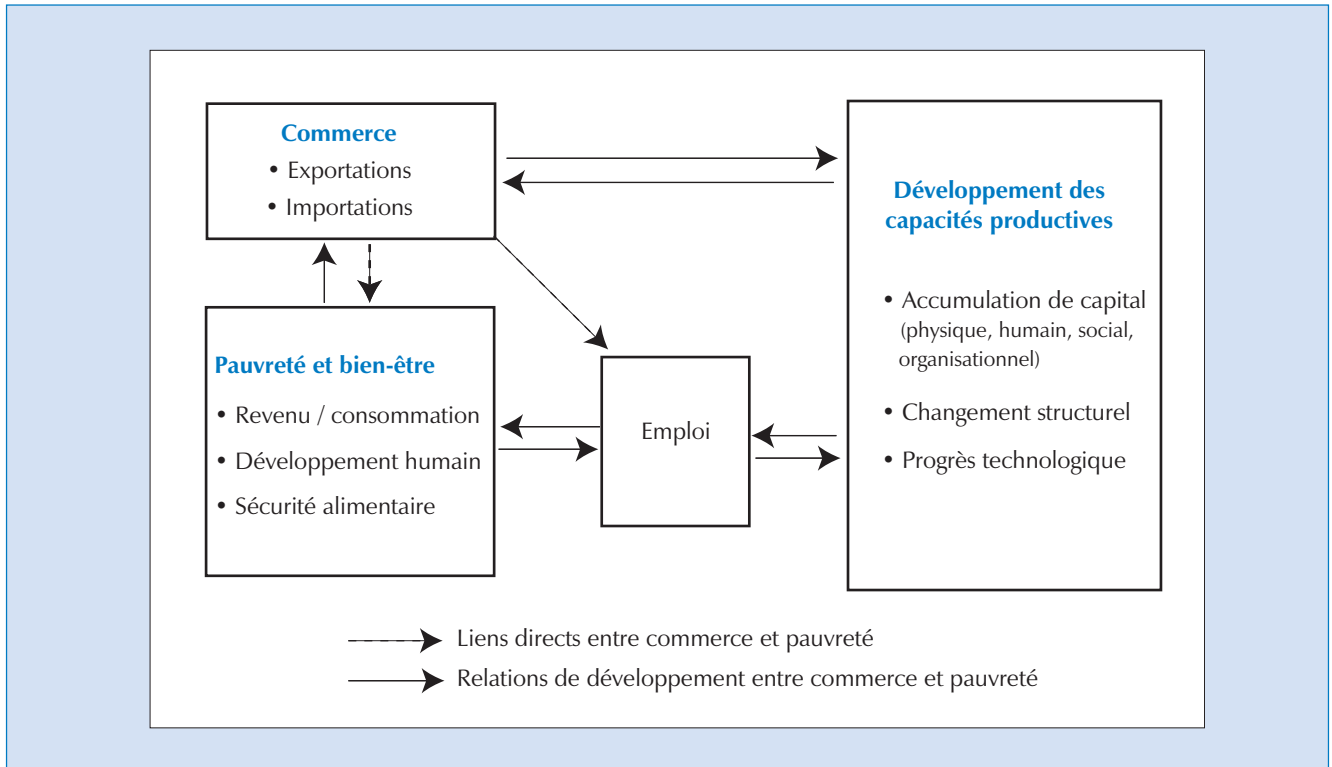 Commerce
• Exportations
• Importations
Développement des
capacités productives
• Accumulation de capital
(physique, humain, social,
organisationnel)
• Changement structurel
• Progrès technologique
Pauvreté et bien-être
• Revenu / consommation
• Développement humain
• Sécurité alimentaire
Emploi
Liens directs entre commerce et pauvreté
Relations de développement entre commerce et pauvreté